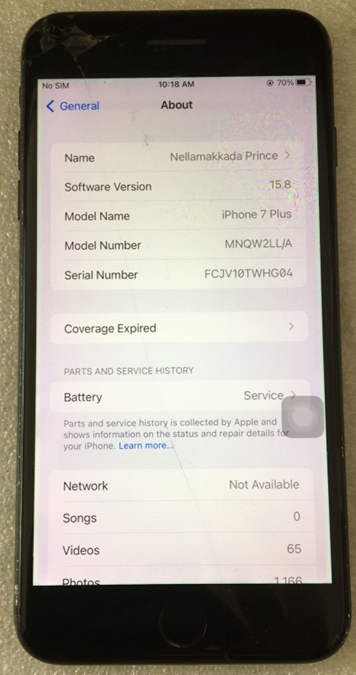 No SIM 10:18 AM 70%
General About
Name Nellamakkada Prince
Software Version 15.8
Model Name iPhone 7 Plus
Model Number MNQW2LL/A
Serial Number FCJV10TWHG04
Coverage Expired
PARTS AND SERVICE HISTORY
Battery Service
Parts and service history is collected by Apple and
shows information on the status and repair details for
your iPhone. Learn more...
Network Not Available
Songs 0
Videos 65
Photos 1,166